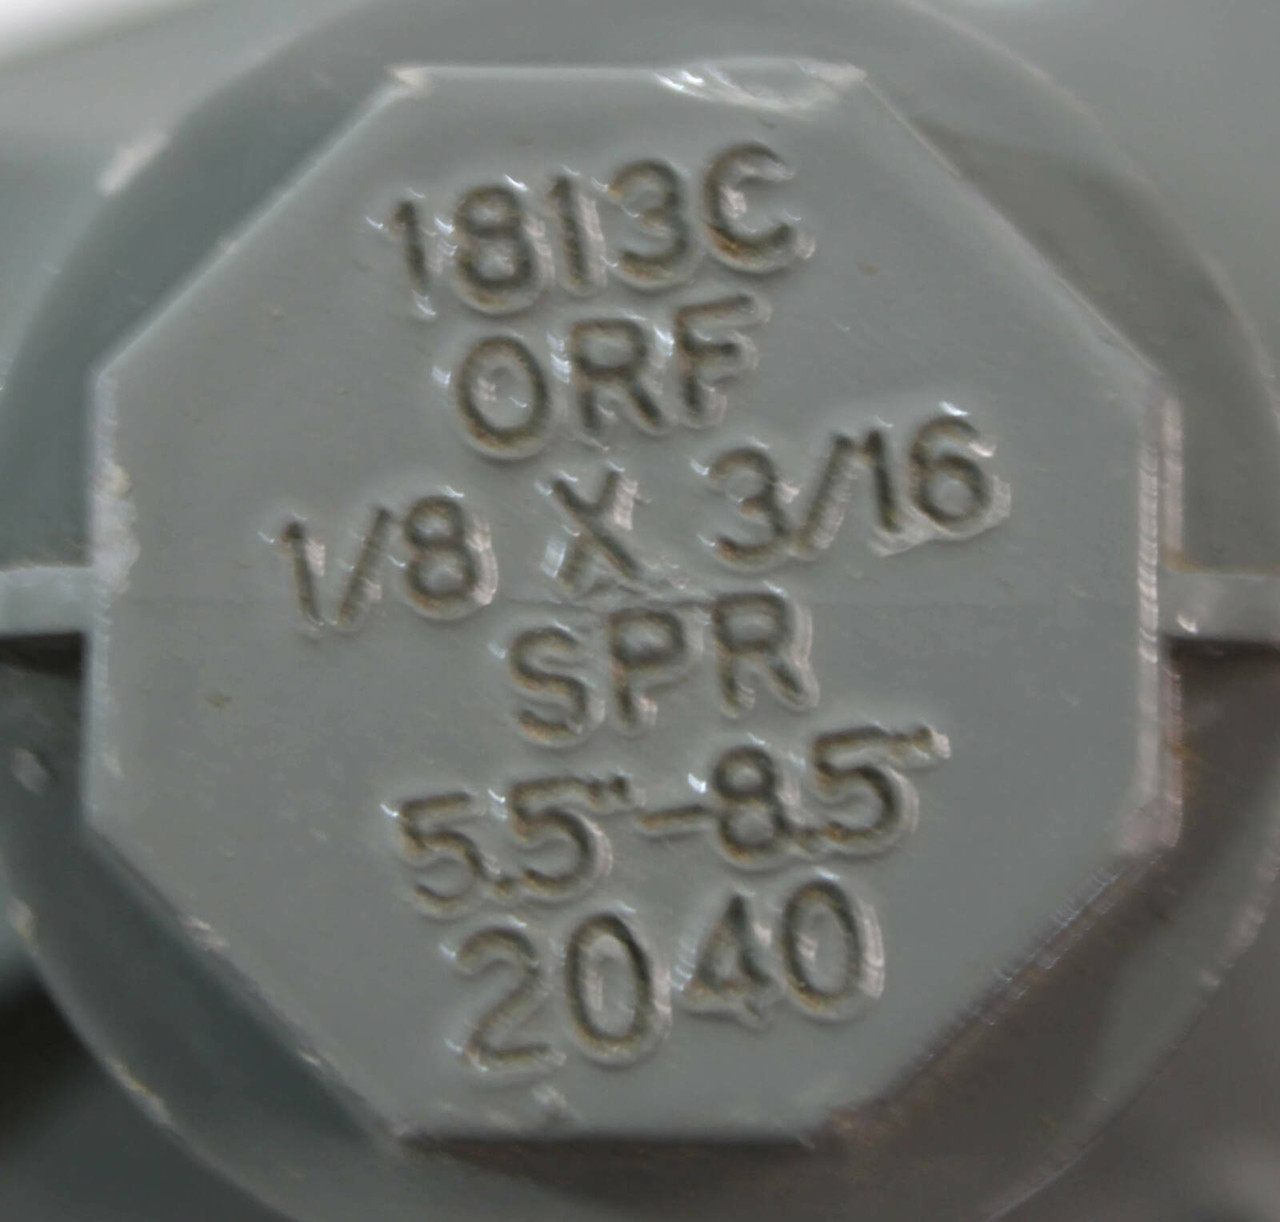 1813C
ORF
1/8 X 3/16
SPR
5.5"-8.5"
2040